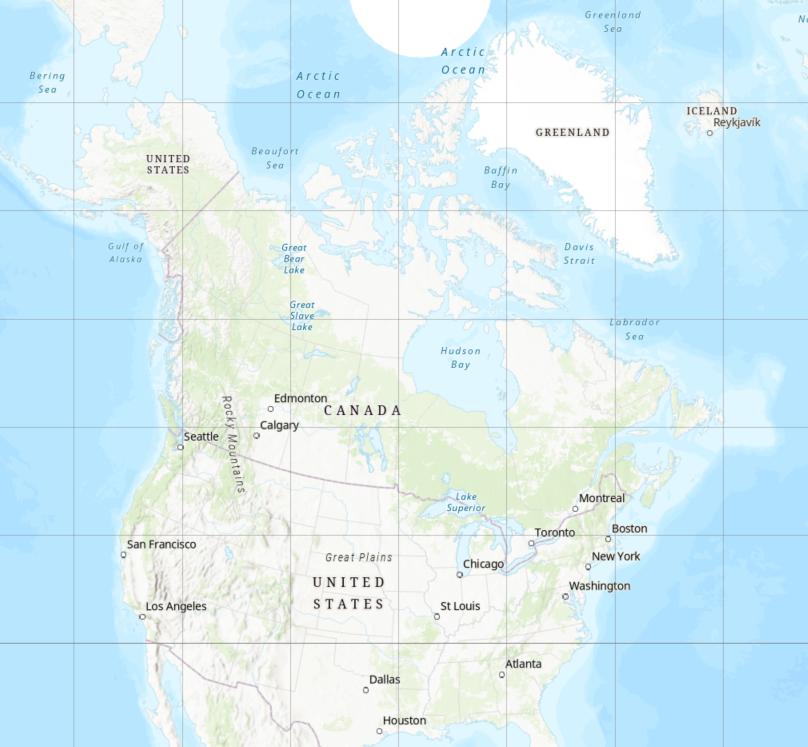 Greenland
Sea
N
Arctic
Ocean
Bering
Sea
Arctic
Ocean
ICELAND
Reykjavík
GREENLAND
UNITED
STATES
Beaufort
Sea
Baffin
Bay
Gulf of
Alaska
Great
Bear
Lake
Davis
Strait
Great
Slave
Lake
Labrador
Sea
Hudson
Bay
Edmonton
CANADA
Rocky Mountains
Calgary
Seattle
Lake
Superior
Montreal
Boston
Toronto
San Francisco
Great Plains
Chicago
New York
UNITED
STATES
Washington
Los Angeles
St Louis
Atlanta
Dallas
Houston